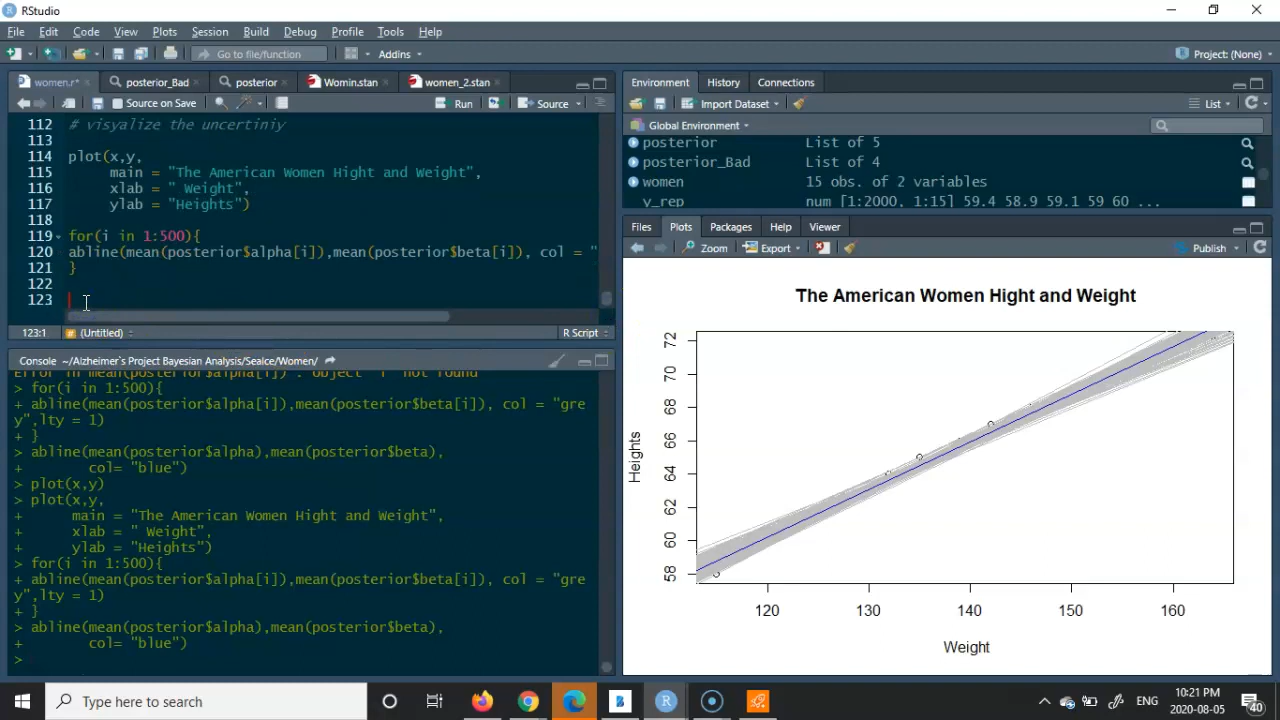 RStudio
File Edit Code View Plots Session Build Debug Profile Tools Help
Go to file/function Addins Project: (None)
women.r* posterior_Bad posterior Womin.stan women_2.stan
Source on Save Run Source
112 # visyalize the uncertiniy
113
114 plot(x,y,
115 main = "The American Women Hight and Weight",
116 xlab = " Weight",
117 ylab = "Heights")
118
119 for(i in 1:500){
120 abline(mean(posterior$alpha[i]),mean(posterior$beta[i]), col = "
121 }
122
123
123:1 (Untitled) R Script
Console ~/Alzheimer`s Project Bayesian Analysis/Seaice/Women/
Error in mean(posterior$alpha[i]) : object 'i' not found
> for(i in 1:500){
+ abline(mean(posterior$alpha[i]),mean(posterior$beta[i]), col = "gre
y",lty = 1)
+ }
> abline(mean(posterior$alpha),mean(posterior$beta),
+ col= "blue")
> plot(x,y)
> plot(x,y,
+ main = "The American Women Hight and Weight",
+ xlab = " Weight",
+ ylab = "Heights")
> for(i in 1:500){
+ abline(mean(posterior$alpha[i]),mean(posterior$beta[i]), col = "gre
y",lty = 1)
+ }
> abline(mean(posterior$alpha),mean(posterior$beta),
+ col= "blue")
>
Environment History Connections
Import Dataset List
Global Environment
posterior List of 5
posterior_Bad List of 4
women 15 obs. of 2 variables
y_rep num [1:2000, 1:15] 59.4 58.9 59.1 59 60 ...
Files Plots Packages Help Viewer
Zoom Export Publish
The American Women Hight and Weight
Heights
72
70
68
66
64
62
60
58
120 130 140 150 160
Weight
Type here to search
ENG
10:21 PM
2020-08-05
40